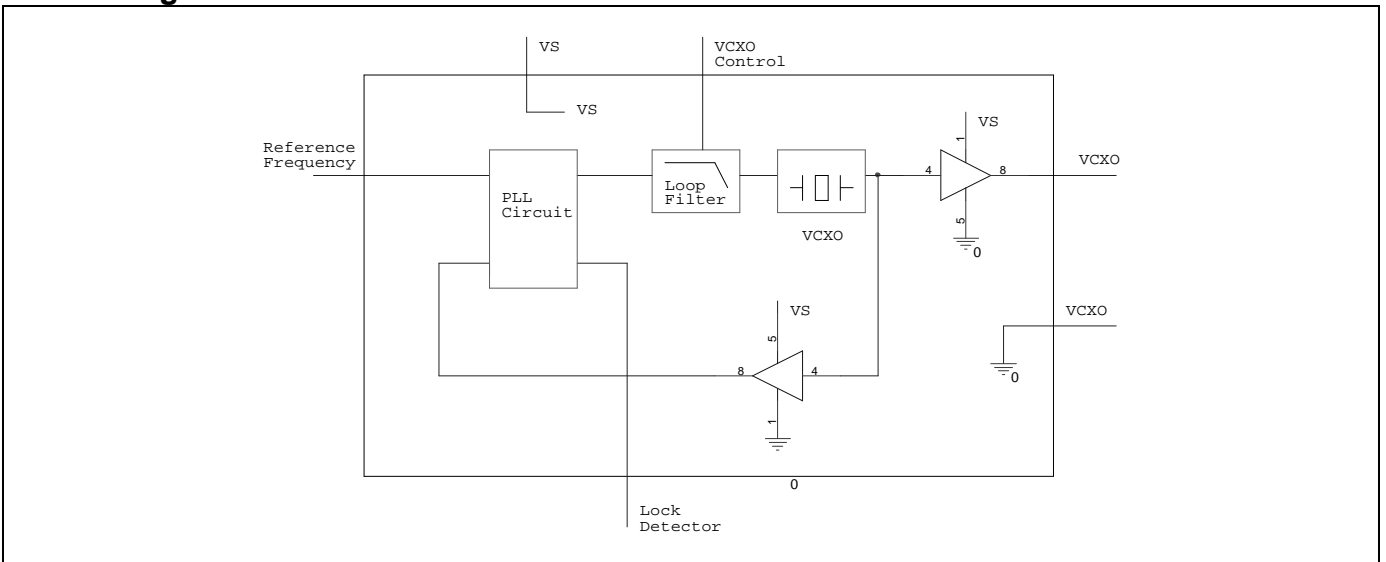 VS
VCXO
Control
VS
VS
Reference
Frequency
1
VCXO
4
8
Loop
Filter
PLL
Circuit
5
VCXO
0
VS
VCXO
5
8
4
0
1
0
Lock
Detector